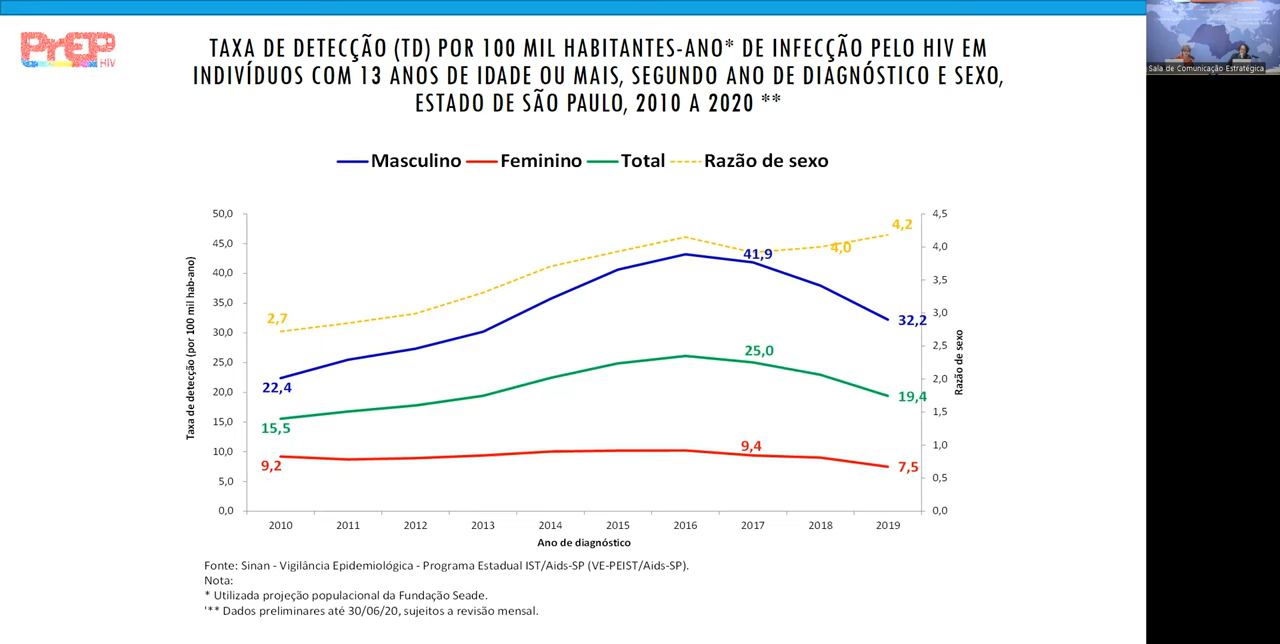 PrEP HIV
TAXA DE DETECÇÃO (TD) POR 100 MIL HABITANTES-ANO* DE INFECÇÃO PELO HIV EM
INDIVÍDUOS COM 13 ANOS DE IDADE OU MAIS, SEGUNDO ANO DE DIAGNÓSTICO E SEXO,
ESTADO DE SÃO PAULO, 2010 A 2020 **
Sala de Comunicação Estratégica
Masculino Feminino Total Razão de sexo
Taxa de detecção (por 100 mil hab-ano)
50,0
45,0
40,0
35,0
30,0
25,0
20,0
15,0
10,0
5,0
0,0
2,7
22,4
15,5
9,2
41,9
25,0
9,4
4,0
4,2
32,2
19,4
7,5
4,5
4,0
3,5
3,0
2,5
2,0
1,5
1,0
0,5
0,0
Razão de sexo
2010 2011 2012 2013 2014 2015 2016 2017 2018 2019
Ano de diagnóstico
Fonte: Sinan - Vigilância Epidemiológica - Programa Estadual IST/Aids-SP (VE-PEIST/Aids-SP).
Nota:
* Utilizada projeção populacional da Fundação Seade.
'** Dados preliminares até 30/06/20, sujeitos a revisão mensal.